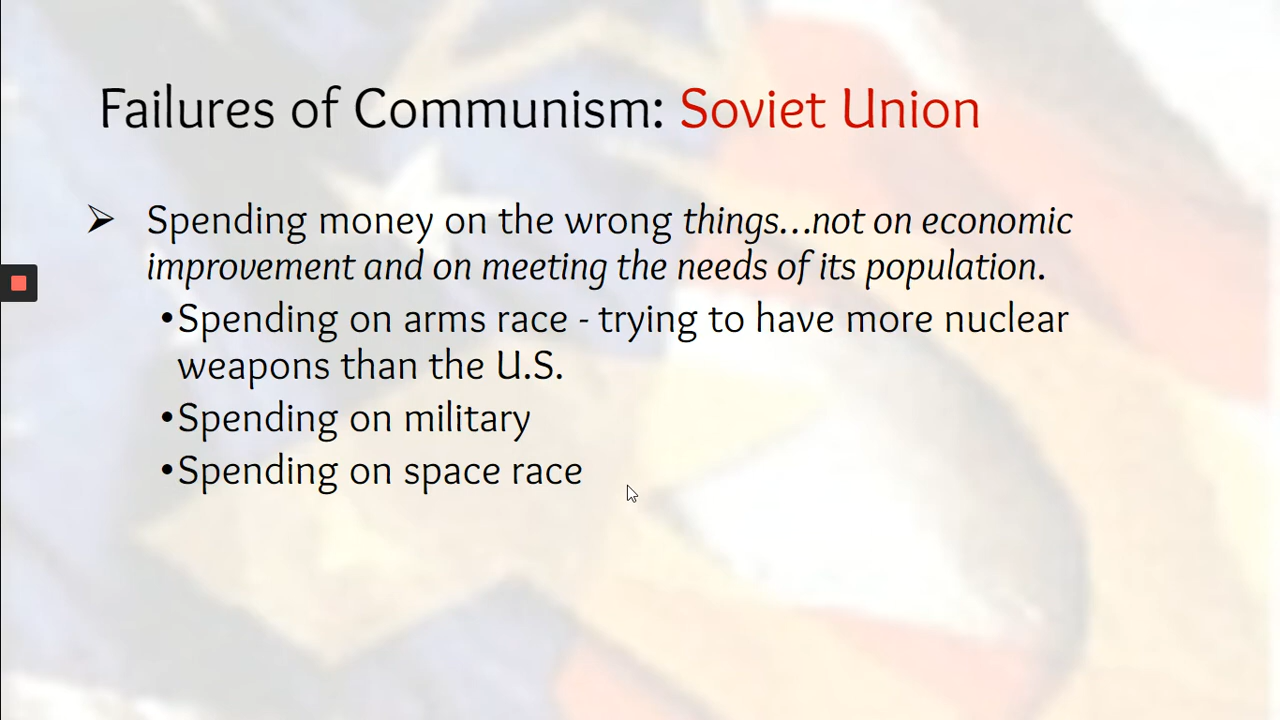 Failures of Communism: Soviet Union
➢ Spending money on the wrong things...not on economic
improvement and on meeting the needs of its population.
•Spending on arms race - trying to have more nuclear
weapons than the U.S.
•Spending on military
•Spending on space race